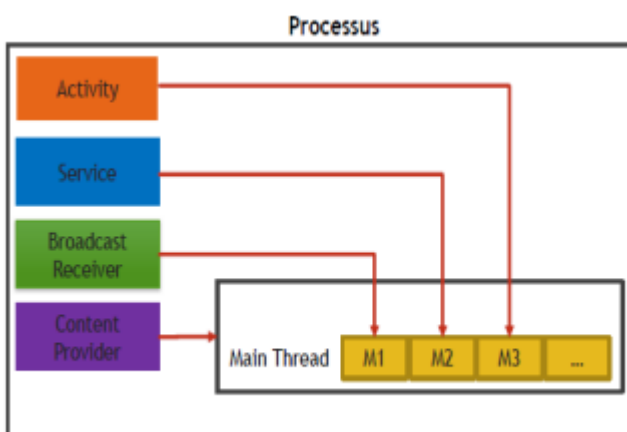 Processus
Activity
Service
Broadcast
Receiver
Content
Provider
Main Thread
M1
M2
M3
...